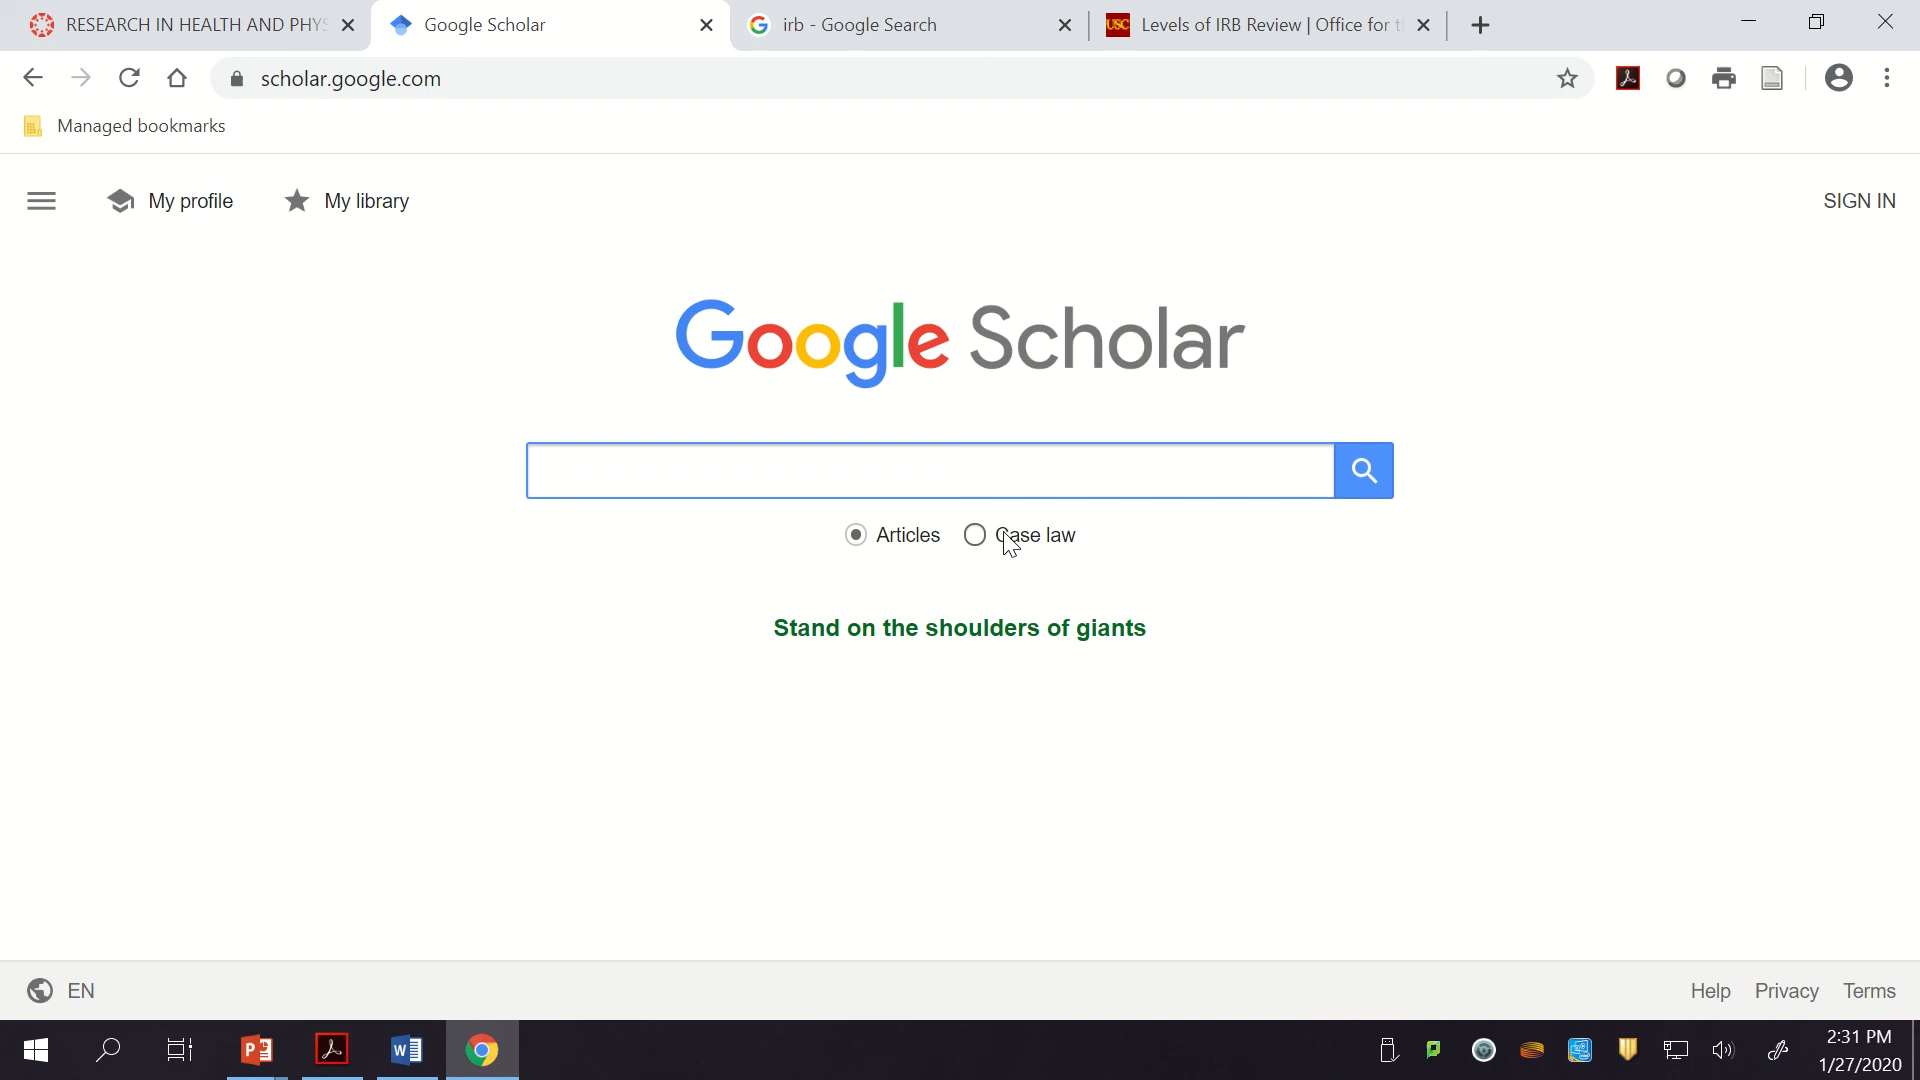 RESEARCH IN HEALTH AND PHYS
Google Scholar
irb - Google Search
USC
Levels of IRB Review | Office for t
scholar.google.com
Managed bookmarks
My profile
My library
SIGN IN
Google Scholar
Articles
Case law
Stand on the shoulders of giants
EN
Help
Privacy
Terms
2:31 PM
1/27/2020